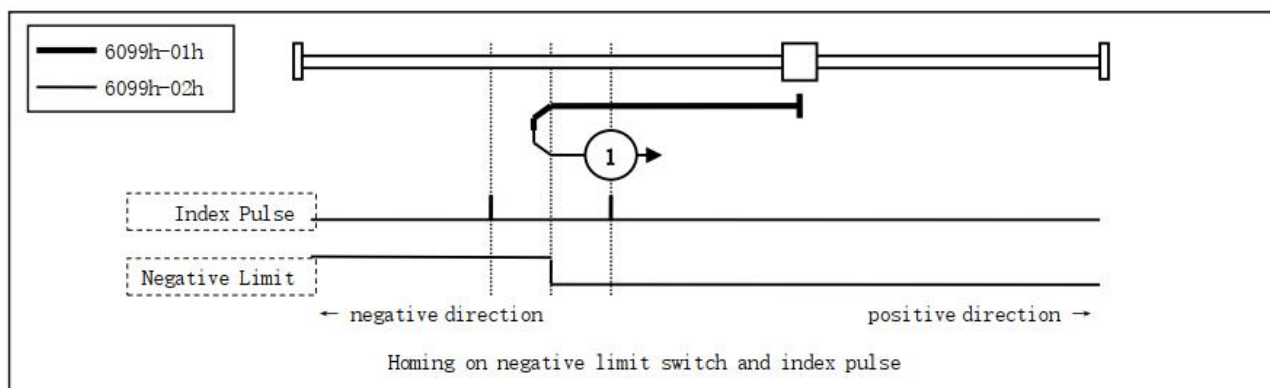 6099h-01h
6099h-02h
1
Index Pulse
Negative Limit
← negative direction
positive direction →
Homing on negative limit switch and index pulse